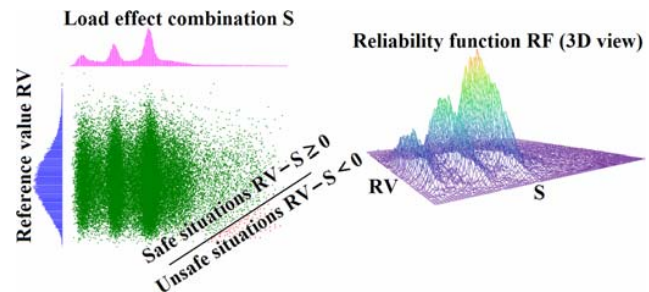 Load effect combination S
Reference value RV
Safe situations RV−S≥0
Unsafe situations RV−S<0
Reliability function RF (3D view)
RV
S